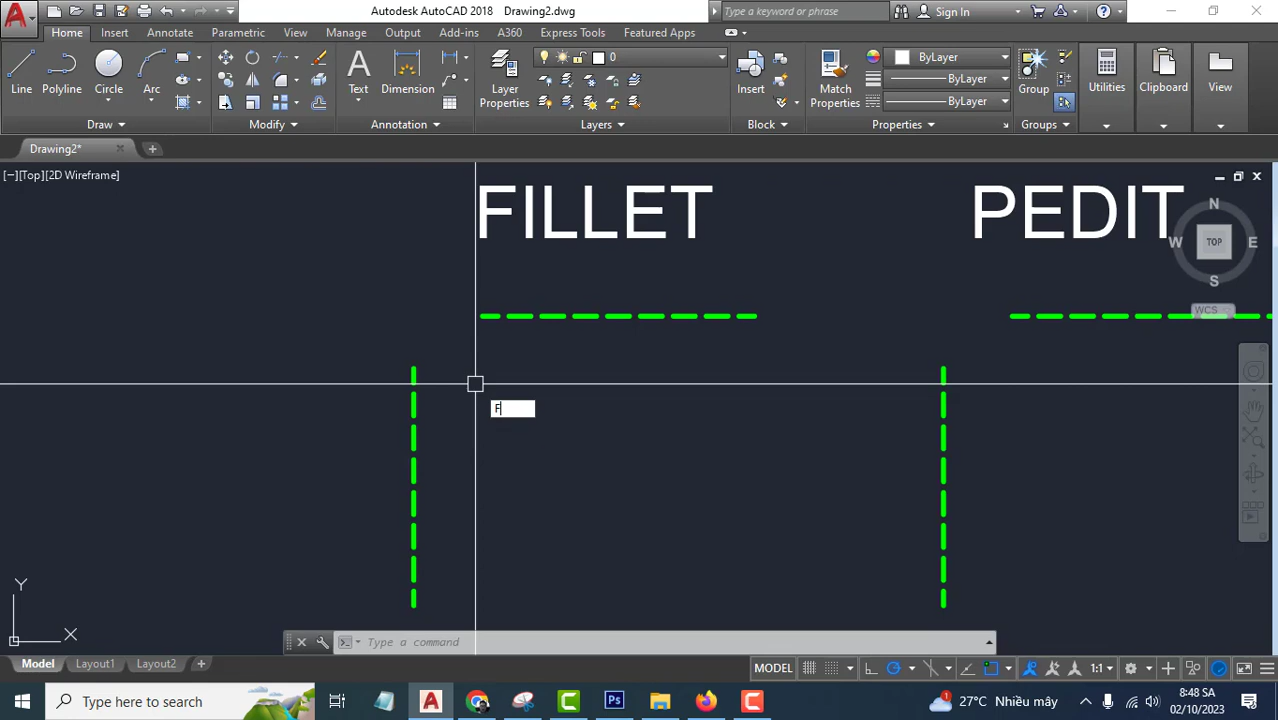 Autodesk AutoCAD 2018 Drawing2.dwg
Type a keyword or phrase
Sign In
Home Insert Annotate Parametric View Manage Output Add-ins A360 Express Tools Featured Apps
Line Polyline Circle Arc
Text Dimension
Layer Properties
0
Insert
Match Properties
ByLayer
ByLayer
ByLayer
Group
Utilities
Clipboard
View
Draw Modify Annotation Layers Block Properties Groups
Drawing2*
[−][Top][2D Wireframe]
FILLET PEDIT
N
W TOP E
S
WCS
F
Y
X
Type a command
Model Layout1 Layout2
MODEL
1:1
Type here to search
27°C Nhiều mây
8:48 SA
02/10/2023